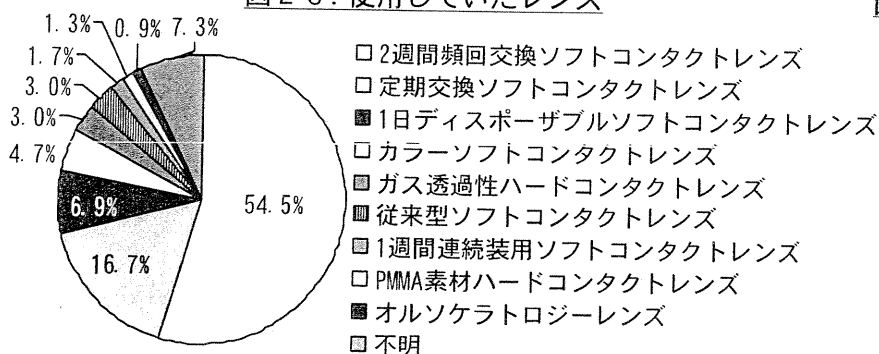 使用していたレンズ
1.3%
0.9%
7.3%
1.7%
3.0%
3.0%
4.7%
6.9%
16.7%
54.5%
□2週間頻回交換ソフトコンタクトレンズ
□定期交換ソフトコンタクトレンズ
■1日ディスポーザブルソフトコンタクトレンズ
□カラーソフトコンタクトレンズ
■ガス透過性ハードコンタクトレンズ
■従来型ソフトコンタクトレンズ
■1週間連続装用ソフトコンタクトレンズ
□PMMA素材ハードコンタクトレンズ
■オルソケラトロジーレンズ
□不明